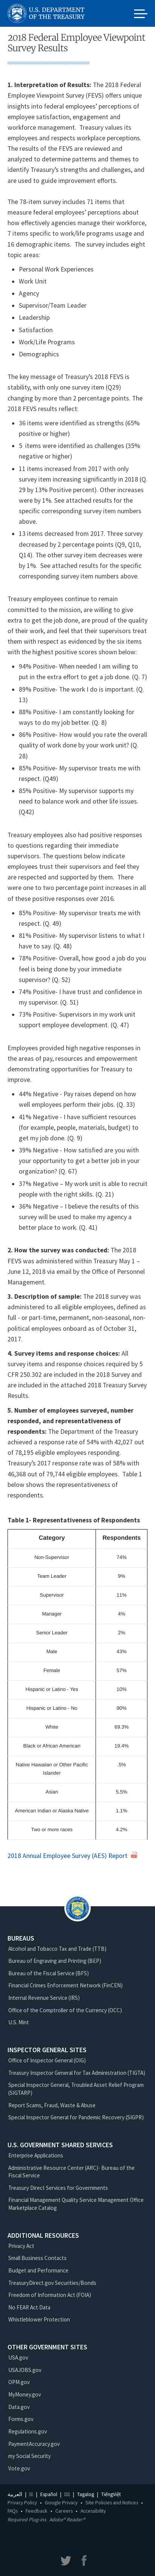 U.S. DEPARTMENT
OF THE TREASURY
2018 Federal Employee Viewpoint
Survey Results
1. Interpretation of Results: The 2018 Federal
Employee Viewpoint Survey (FEVS) offers unique
insights into federal employees’ perceptions of
employee satisfaction, engagement and
commitment to the workforce management. Treasury values
its employees and respects workforce perceptions. The
results of the FEVS are reviewed annually to
identify Treasury’s strengths and challenges, and
are used to guide improvement efforts.
The 78-item survey includes 71 items that
measure federal employees’ perceptions about
how effectively agencies manage their workforce,
7 items specific to work/life programs usage and
16 demographic items. The survey includes eight
topic areas:
• Personal Work Experiences
• Work Unit
• Agency
• Supervisor/Team Leader
• Leadership
• Satisfaction
• Work/Life Programs
• Demographics
The key message of Treasury’s 2018 FEVS is
stability, with only one survey item (Q29)
changing by more than 2 percentage points. The
2018 FEVS results reflect:
• 36 items were identified as strengths (65%
positive or higher)
• 5 items were identified as challenges (35%
negative or higher)
• 11 items increased from 2017 with only
survey item increasing significantly in 2018 (Q.
29 by 13% Positive percent). Other increases
were by 1%. See attached results for the
specific corresponding survey item numbers
above.
• 13 items decreased from 2017. Three survey
decreased by 2 percentage points (Q9, Q10,
Q14). The other survey item decreases were
by 1%. See attached results for the
corresponding survey item numbers above.
Treasury employees continue to remain
committed to the mission, are willing to put in
extra effort to get the job done, are proud of their
quality of work, and feel that their supervisors treat
them with respect. This is demonstrated by items
with the highest positive scores shown below:
• 94% Positive- When needed I am willing to
put in the extra effort to get a job done. (Q. 7)
• 89% Positive- The work I do is important. (Q.
13)
• 88% Positive- I am constantly looking for
ways to do my job better. (Q. 8)
• 86% Positive- How would you rate the overall
quality of work done by your work unit? (Q.
28)
• 85% Positive- My supervisor treats me with
respect. (Q49)
• 85% Positive- My supervisor supports my
need to balance work and other life issues.
(Q42)
Treasury employees also had positive responses
to questions regarding their immediate
supervisors. The questions below indicate
employees trust their supervisors and feel they
are respected and part of the team. There were
one to two percentage point increases in all
of these positive responses over 2016.
• 85% Positive- My supervisor treats me with
respect. (Q. 49)
• 81% Positive- My supervisor listens to what I
have to say. (Q. 48)
• 78% Positive- Overall, how good a job do you
feel is being done by your immediate
supervisor? (Q. 52)
• 74% Positive- I have trust and confidence in
my supervisor. (Q. 51)
• 73% Positive- Supervisors in my work unit
support employee development. (Q. 47)
Employees provided high negative responses in
the areas of pay, resources, and empowerment
demonstrating opportunities for Treasury to
improve.
• 44% Negative - Pay raises depend on how
well employees perform their jobs. (Q. 33)
• 41% Negative - I have sufficient resources
(for example, people, materials, budget) to
get my job done. (Q. 9)
• 39% Negative - How satisfied are you with
your opportunity to get a better job in your
organization? (Q. 67)
• 37% Negative – My work unit is able to recruit
people with the right skills. (Q. 21)
• 36% Negative – I believe the results of this
survey will be used to make my agency a
better place to work. (Q. 41)
2. How the survey was conducted: The 2018
FEVS was administered within Treasury May 1 –
June 12, 2018 via email by the Office of Personnel
Management.
3. Description of sample: The 2018 survey was
administered to all eligible employees, defined as
full - or part-time, permanent, non-seasonal, non-
political employees onboard as of October 31,
2017.
4. Survey items and response choices: All
survey items and response choices, as required by
CFR 250.302 are included in the 2018 Survey and
are included in the attached 2018 Treasury Survey
Results.
5. Number of employees surveyed, number
responded, and representativeness of
respondents: The Department of the Treasury
achieved a response rate of 54% with 42,027 out
of 78,195 eligible employees responding.
Treasury’s 2017 response rate was of 58% with
46,368 out of 79,744 eligible employees. Table 1
below shows the representativeness of
respondents.
Table 1- Representativeness of Respondents
Category Respondents
Non-Supervisor 74%
Team Leader 9%
Supervisor 11%
Manager 4%
Senior Leader 2%
Male 43%
Female 57%
Hispanic or Latino - Yes 10%
Hispanic or Latino - No 90%
White 69.3%
Black or African American 19.4%
Native Hawaiian or Other Pacific
Islander .5%
Asian 5.5%
American Indian or Alaskan Native 1.1%
Two or more races 4.2%
2018 Annual Employee Survey (AES) Report
BUREAUS
Alcohol and Tobacco Tax and Trade (TTB)
Bureau of Engraving and Printing (BEP)
Bureau of the Fiscal Service (BFS)
Financial Crimes Enforcement Network (FinCEN)
Internal Revenue Service (IRS)
Office of the Comptroller of the Currency (OCC)
U.S. Mint
INSPECTOR GENERAL SITES
Office of Inspector General (OIG)
Treasury Inspector General for Tax Administration (TIGTA)
Special Inspector General, Troubled Asset Relief Program
(SIGTARP)
Report Scams, Fraud, Waste & Abuse
Special Inspector General for Pandemic Recovery (SIGPR)
U.S. GOVERNMENT SHARED SERVICES
Enterprise Applications
Administrative Resource Center (ARC)- Bureau of the
Fiscal Service
Treasury Direct Services for Governments
Financial Management Quality Service Management Office
Marketplace Catalog
ADDITIONAL RESOURCES
Privacy Act
Small Business Contacts
Budget and Performance
TreasuryDirect.gov Securities/Bonds
Freedom of Information Act (FOIA)
No FEAR Act Data
Whistleblower Protection
OTHER GOVERNMENT SITES
USA.gov
USAJOBS.gov
OPM.gov
MyMoney.gov
Data.gov
Forms.gov
Regulations.gov
PaymentAccuracy.gov
my Social Security
Vote.gov
العربية | Español | Tagalog | TiếngViệt
Privacy Policy • Google Privacy • Site Policies and Notices •
FAQs • Feedback • Careers • Accessibility
Required Plug-ins Adobe® Reader®